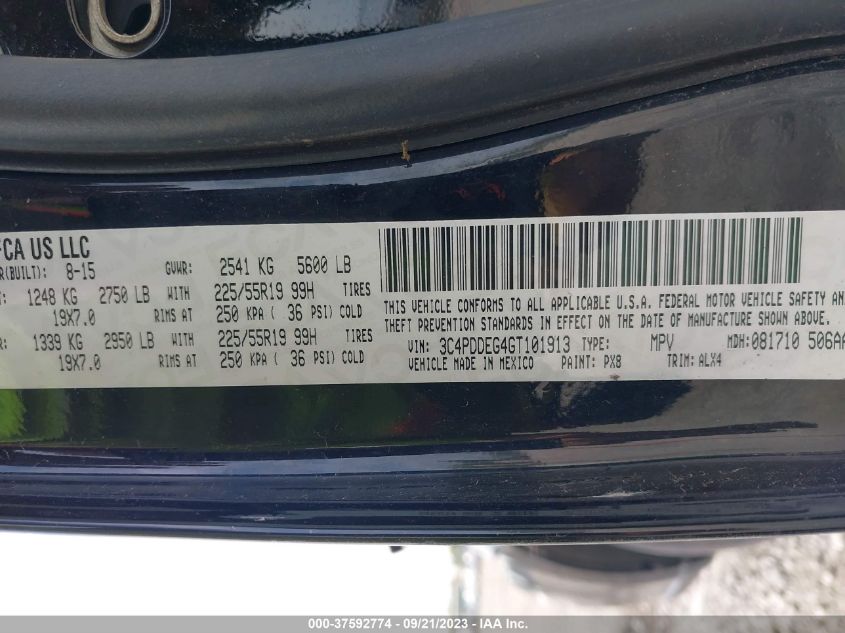 FCA US LLC
R(BUILT): 8-15 GVWR: 2541 KG 5600 LB
1248 KG 2750 LB WITH 225/55R19 99H TIRES
19X7.0 RIMS AT 250 KPA ( 36 PSI) COLD
1339 KG 2950 LB WITH 225/55R19 99H TIRES
19X7.0 RIMS AT 250 KPA ( 36 PSI) COLD
THIS VEHICLE CONFORMS TO ALL APPLICABLE U.S.A. FEDERAL MOTOR VEHICLE SAFETY AN
THEFT PREVENTION STANDARDS IN EFFECT ON THE DATE OF MANUFACTURE SHOWN ABOVE.
VIN: 3C4PDDEG4GT101913 TYPE: MPV MDH: 081710 506AA
VEHICLE MADE IN MEXICO PAINT: PX8 TRIM: ALX4
000-37592774 - 09/21/2023 - IAA Inc.